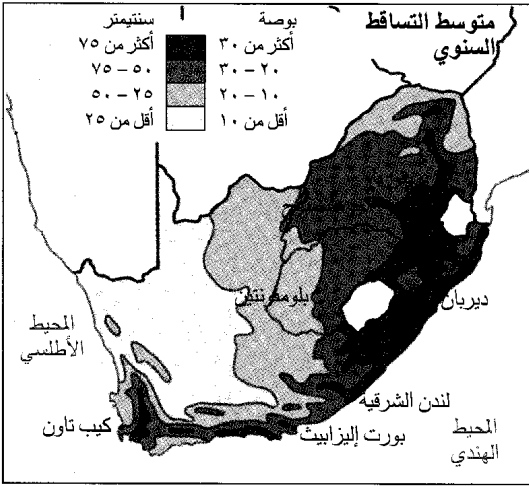 متوسط التساقط
السنوي
بوصة سنتيمتر
أكثر من ٣٠ أكثر من ٧٥
٢٠ – ٣٠ ٥٠ – ٧٥
١٠ – ٢٠ ٢٥ – ٥٠
أقل من ١٠ أقل من ٢٥
بلومفونتين
ديربان
المحيط
الأطلسي
لندن الشرقية
كيب تاون
بورت إليزابيث
المحيط
الهندي